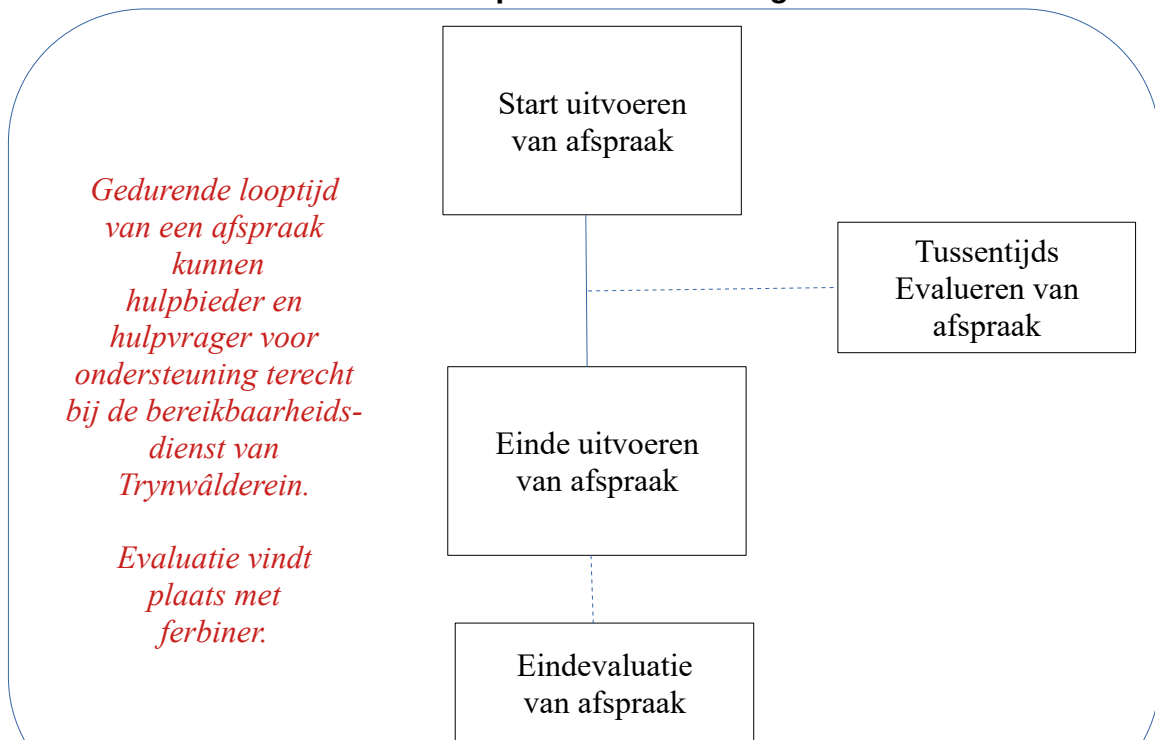 Start uitvoeren
van afspraak
Gedurende looptijd
van een afspraak
kunnen
hulpbieder en
hulpvrager voor
ondersteuning terecht
bij de bereikbaarheids-
dienst van
Trynwâlderein.
Evaluatie vindt
plaats met
ferbiner.
Tussentijds
Evalueren van
afspraak
Einde uitvoeren
van afspraak
Eindevaluatie
van afspraak